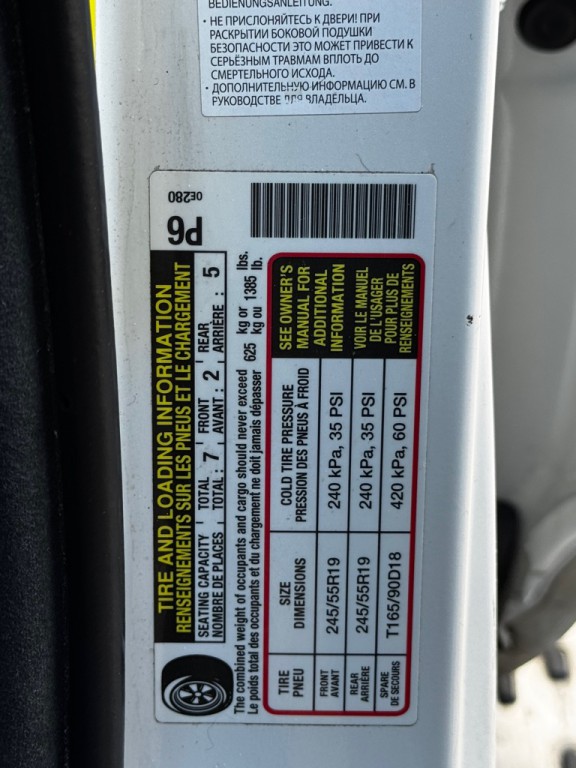 BEDIENUNGSANLEITUNG.
• НЕ ПРИСЛОНЯЙТЕСЬ К ДВЕРИ! ПРИ
РАСКРЫТИИ БОКОВОЙ ПОДУШКИ
БЕЗОПАСНОСТИ ЭТО МОЖЕТ ПРИВЕСТИ К
СЕРЬЁЗНЫМ ТРАВМАМ ВПЛОТЬ ДО
СМЕРТЕЛЬНОГО ИСХОДА.
• ДОПОЛНИТЕЛЬНУЮ ИНФОРМАЦИЮ СМ. В
РУКОВОДСТВЕ ДЛЯ ВЛАДЕЛЬЦА.
0E280
P6
TIRE AND LOADING INFORMATION
RENSEIGNEMENTS SUR LES PNEUS ET LE CHARGEMENT
SEATING CAPACITY TOTAL : 7 FRONT 2 REAR 5
NOMBRE DE PLACES TOTAL : AVANT : ARRIÈRE :
The combined weight of occupants and cargo should never exceed 625 kg or 1385 lbs.
Le poids total des occupants et du chargement ne doit jamais dépasser kg ou lb.
TIRE SIZE COLD TIRE PRESSURE
PNEU DIMENSIONS PRESSION DES PNEUS À FROID
FRONT 245/55R19 240 kPa, 35 PSI
AVANT
REAR 245/55R19 240 kPa, 35 PSI
ARRIÈRE
SPARE T165/90D18 420 kPa, 60 PSI
DE SECOURS
SEE OWNER'S
MANUAL FOR
ADDITIONAL
INFORMATION
VOIR LE MANUEL
DE L'USAGER
POUR PLUS DE
RENSEIGNEMENTS